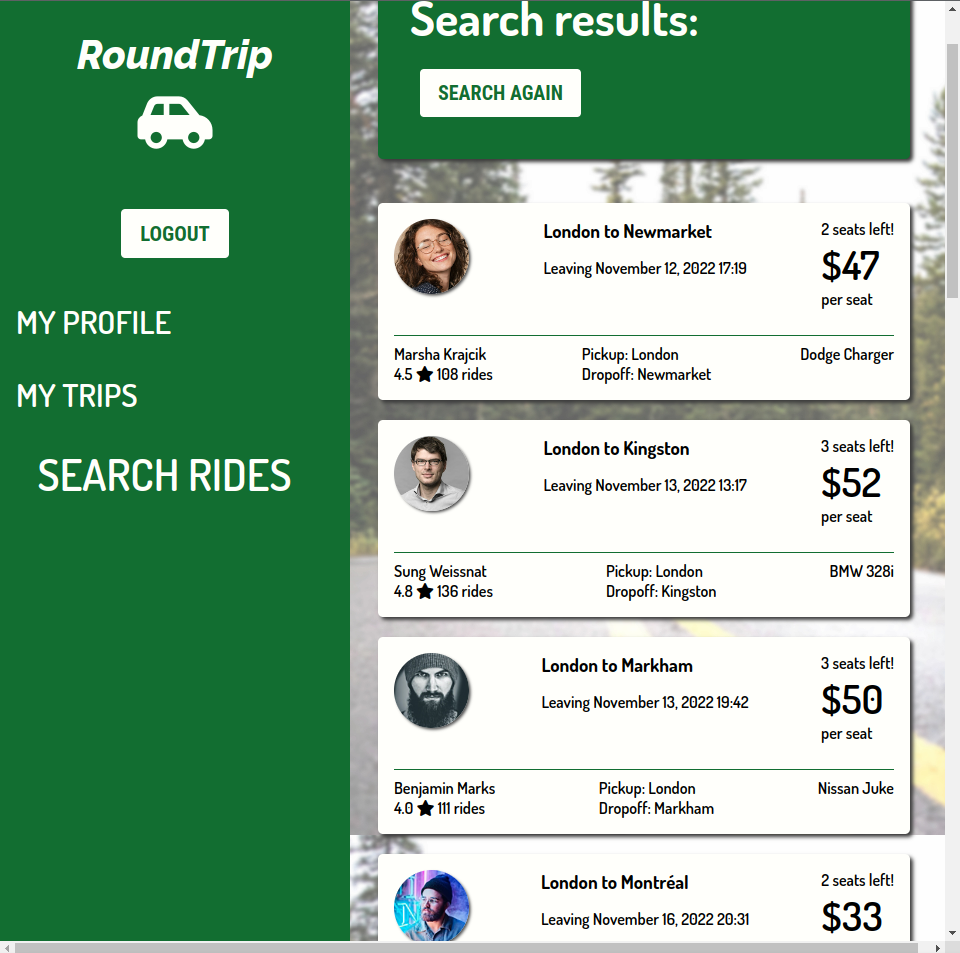 RoundTrip
LOGOUT
MY PROFILE
MY TRIPS
SEARCH RIDES
Search results:
SEARCH AGAIN
London to Newmarket
Leaving November 12, 2022 17:19
2 seats left!
$47
per seat
Marsha Krajcik
4.5 ★ 108 rides
Pickup: London
Dropoff: Newmarket
Dodge Charger
London to Kingston
Leaving November 13, 2022 13:17
3 seats left!
$52
per seat
Sung Weissnat
4.8 ★ 136 rides
Pickup: London
Dropoff: Kingston
BMW 328i
London to Markham
Leaving November 13, 2022 19:42
3 seats left!
$50
per seat
Benjamin Marks
4.0 ★ 111 rides
Pickup: London
Dropoff: Markham
Nissan Juke
London to Montréal
Leaving November 16, 2022 20:31
2 seats left!
$33